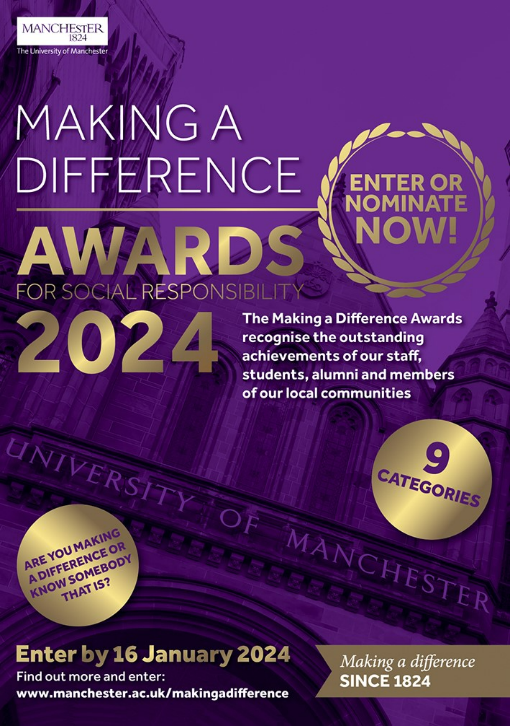 MANCHESTER
1824
The University of Manchester
MAKING A
DIFFERENCE
AWARDS
FOR SOCIAL RESPONSIBILITY
2024
ENTER OR
NOMINATE
NOW!
The Making a Difference Awards
recognise the outstanding
achievements of our staff,
students, alumni and members
of our local communities
9
CATEGORIES
UNIVERSITY OF MANCHESTER
ARE YOU MAKING
A DIFFERENCE OR
KNOW SOMEBODY
THAT IS?
Enter by 16 January 2024
Find out more and enter:
www.manchester.ac.uk/makingadifference
Making a difference
SINCE 1824